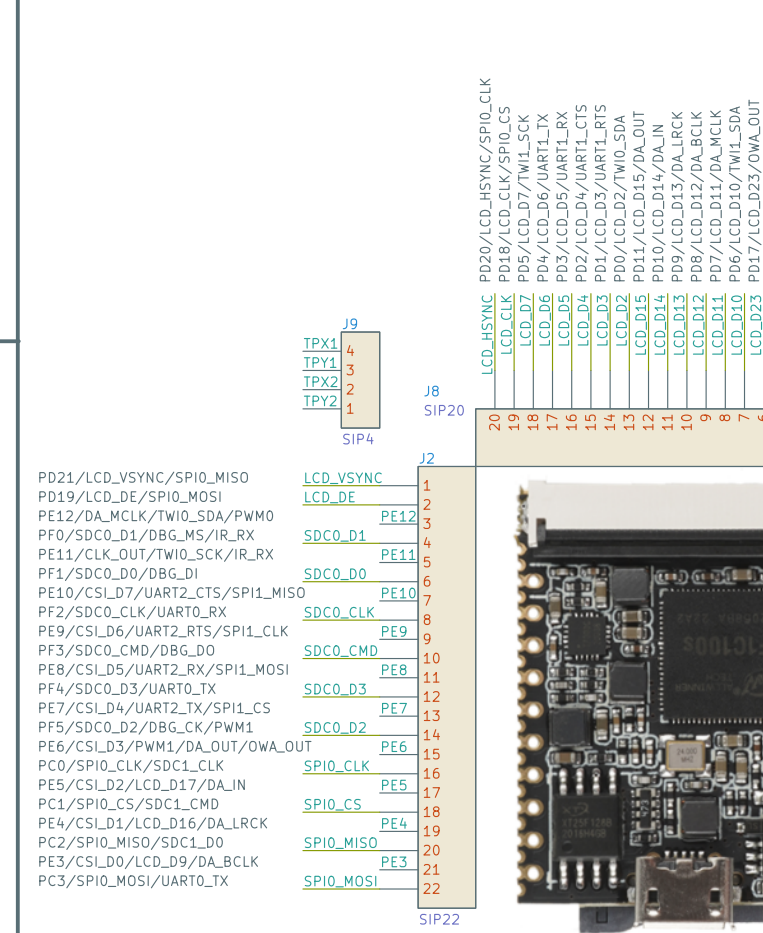 PD20/LCD_HSYNC/SPI0_CLK
PD18/LCD_CLK/SPI0_CS
PD5/LCD_D7/TWI1_SCK
PD4/LCD_D6/UART1_TX
PD3/LCD_D5/UART1_RX
PD2/LCD_D4/UART1_CTS
PD1/LCD_D3/UART1_RTS
PD0/LCD_D2/TWI0_SDA
PD11/LCD_D15/DA_OUT
PD10/LCD_D14/DA_IN
PD9/LCD_D13/DA_LRCK
PD8/LCD_D12/DA_BCLK
PD7/LCD_D11/DA_MCLK
PD6/LCD_D10/TWI1_SDA
PD17/LCD_D23/OWA_OUT
LCD_HSYNC
LCD_CLK
LCD_D7
LCD_D6
LCD_D5
LCD_D4
LCD_D3
LCD_D2
LCD_D15
LCD_D14
LCD_D13
LCD_D12
LCD_D11
LCD_D10
LCD_D23
J9
TPX1 4
TPY1 3
TPX2 2
TPY2 1
SIP4
J8
SIP20
20 19 18 17 16 15 14 13 12 11 10 9 8 7
J2
PD21/LCD_VSYNC/SPI0_MISO LCD_VSYNC 1
PD19/LCD_DE/SPI0_MOSI LCD_DE 2
PE12/DA_MCLK/TWI0_SDA/PWM0 PE12 3
PF0/SDC0_D1/DBG_MS/IR_RX SDC0_D1 4
PE11/CLK_OUT/TWI0_SCK/IR_RX PE11 5
PF1/SDC0_D0/DBG_DI SDC0_D0 6
PE10/CSI_D7/UART2_CTS/SPI1_MISO PE10 7
PF2/SDC0_CLK/UART0_RX SDC0_CLK 8
PE9/CSI_D6/UART2_RTS/SPI1_CLK PE9 9
PF3/SDC0_CMD/DBG_DO SDC0_CMD 10
PE8/CSI_D5/UART2_RX/SPI1_MOSI PE8 11
PF4/SDC0_D3/UART0_TX SDC0_D3 12
PE7/CSI_D4/UART2_TX/SPI1_CS PE7 13
PF5/SDC0_D2/DBG_CK/PWM1 SDC0_D2 14
PE6/CSI_D3/PWM1/DA_OUT/OWA_OUT PE6 15
PC0/SPI0_CLK/SDC1_CLK SPI0_CLK 16
PE5/CSI_D2/LCD_D17/DA_IN PE5 17
PC1/SPI0_CS/SDC1_CMD SPI0_CS 18
PE4/CSI_D1/LCD_D16/DA_LRCK PE4 19
PC2/SPI0_MISO/SDC1_D0 SPI0_MISO 20
PE3/CSI_D0/LCD_D9/DA_BCLK PE3 21
PC3/SPI0_MOSI/UART0_TX SPI0_MOSI 22
SIP22